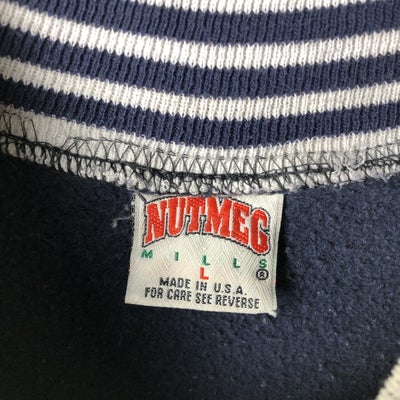 NUTMEG
MILLS
L ®
MADE IN U.S.A.
FOR CARE SEE REVERSE